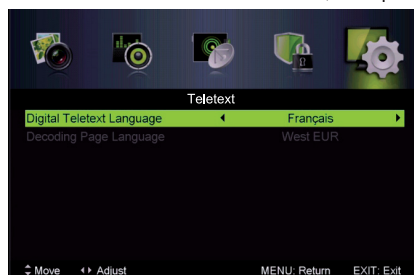 Teletext
Digital Teletext Language Français
Decoding Page Language West EUR
Move Adjust MENU: Return EXIT: Exit